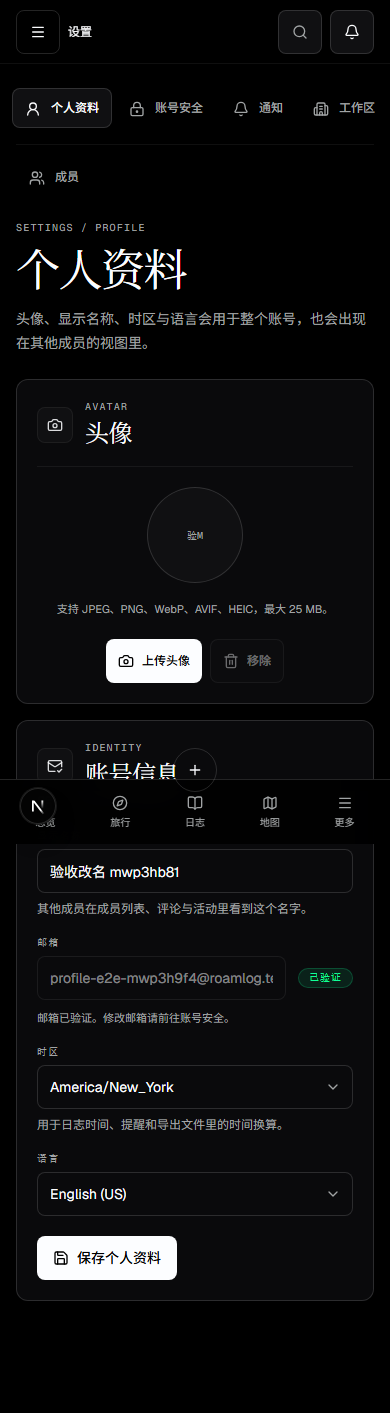 设置
个人资料
账号安全
通知
工作区
成员
SETTINGS / PROFILE
个人资料
头像、显示名称、时区与语言会用于整个账号，也会出现
在其他成员的视图里。
AVATAR
头像
验M
支持 JPEG、PNG、WebP、AVIF、HEIC，最大 25 MB。
上传头像
移除
IDENTITY
账号信息
N
总览
旅行
日志
地图
更多
验收改名 mwp3hb81
其他成员在成员列表、评论与活动里看到这个名字。
邮箱
profile-e2e-mwp3h9f4@roamlog.te
已验证
邮箱已验证。修改邮箱请前往账号安全。
时区
America/New_York
用于日志时间、提醒和导出文件里的时间换算。
语言
English (US)
保存个人资料